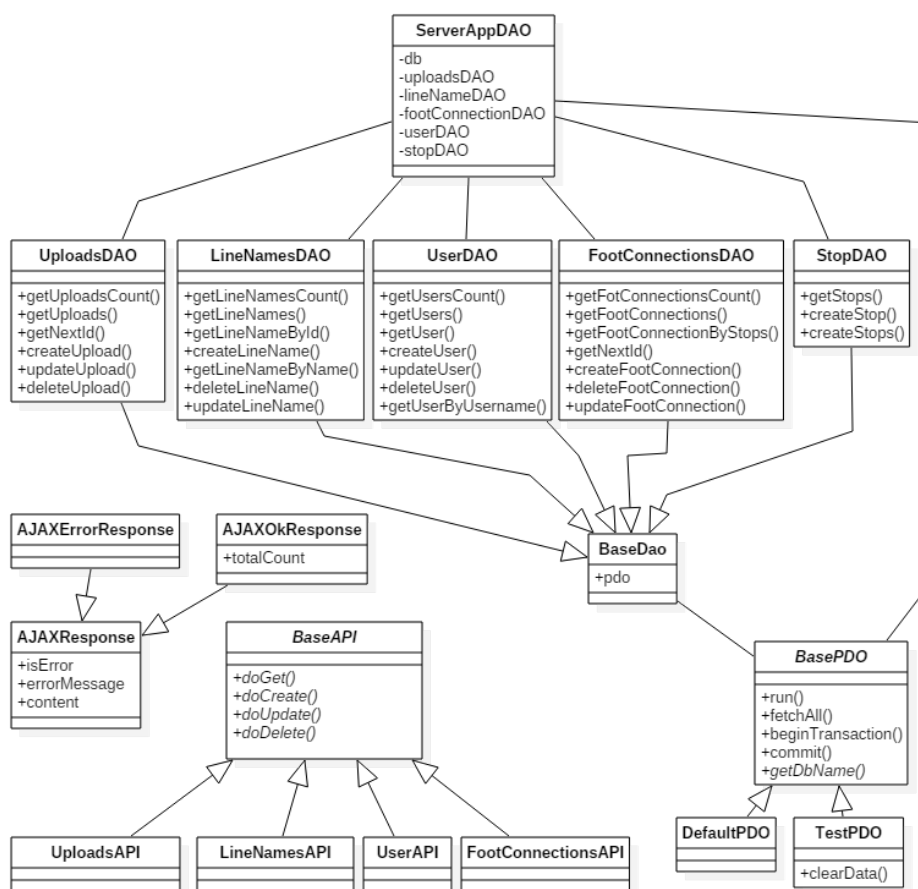 ServerAppDAO
-db
-uploadsDAO
-lineNameDAO
-footConnectionDAO
-userDAO
-stopDAO
UploadsDAO
+getUploadsCount()
+getUploads()
+getNextId()
+createUpload()
+updateUpload()
+deleteUpload()
LineNamesDAO
+getLineNamesCount()
+getLineNames()
+getLineNameById()
+createLineName()
+getLineNameByName()
+deleteLineName()
+updateLineName()
UserDAO
+getUsersCount()
+getUsers()
+getUser()
+createUser()
+updateUser()
+deleteUser()
+getUserByUsername()
FootConnectionsDAO
+getFotConnectionsCount()
+getFootConnections()
+getFootConnectionByStops()
+getNextId()
+createFootConnection()
+deleteFootConnection()
+updateFootConnection()
StopDAO
+getStops()
+createStop()
+createStops()
AJAXErrorResponse
AJAXOkResponse
+totalCount
BaseDao
+pdo
AJAXResponse
+isError
+errorMessage
+content
BaseAPI
+doGet()
+doCreate()
+doUpdate()
+doDelete()
BasePDO
+run()
+fetchAll()
+beginTransaction()
+commit()
+getDbName()
DefaultPDO
TestPDO
+clearData()
UploadsAPI
LineNamesAPI
UserAPI
FootConnectionsAPI